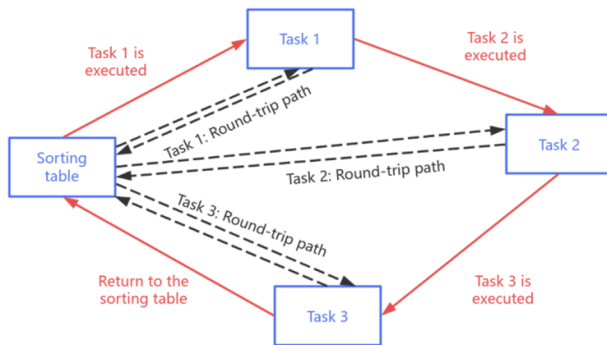 Task 1
Task 1 is
executed
Task 2 is
executed
Task 1: Round-trip path
Sorting
table
Task 2
Task 2: Round-trip path
Task 3: Round-trip path
Return to the
sorting table
Task 3 is
executed
Task 3